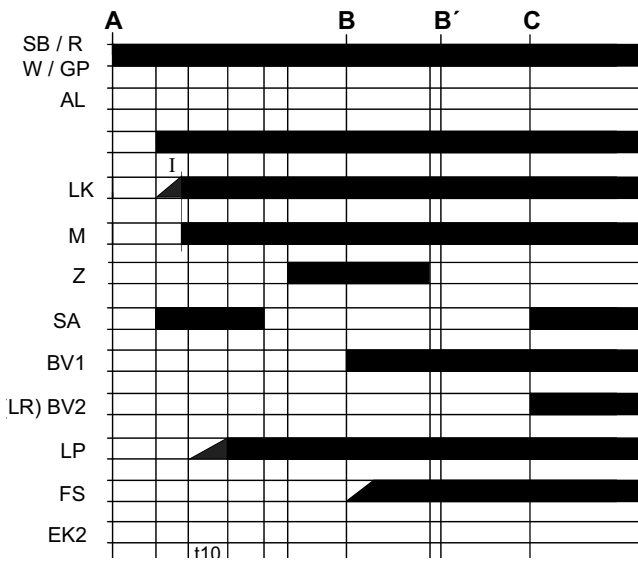 A B B´ C
SB / R
W / GP
AL
I
LK
M
Z
SA
BV1
LR) BV2
LP
FS
EK2
t10